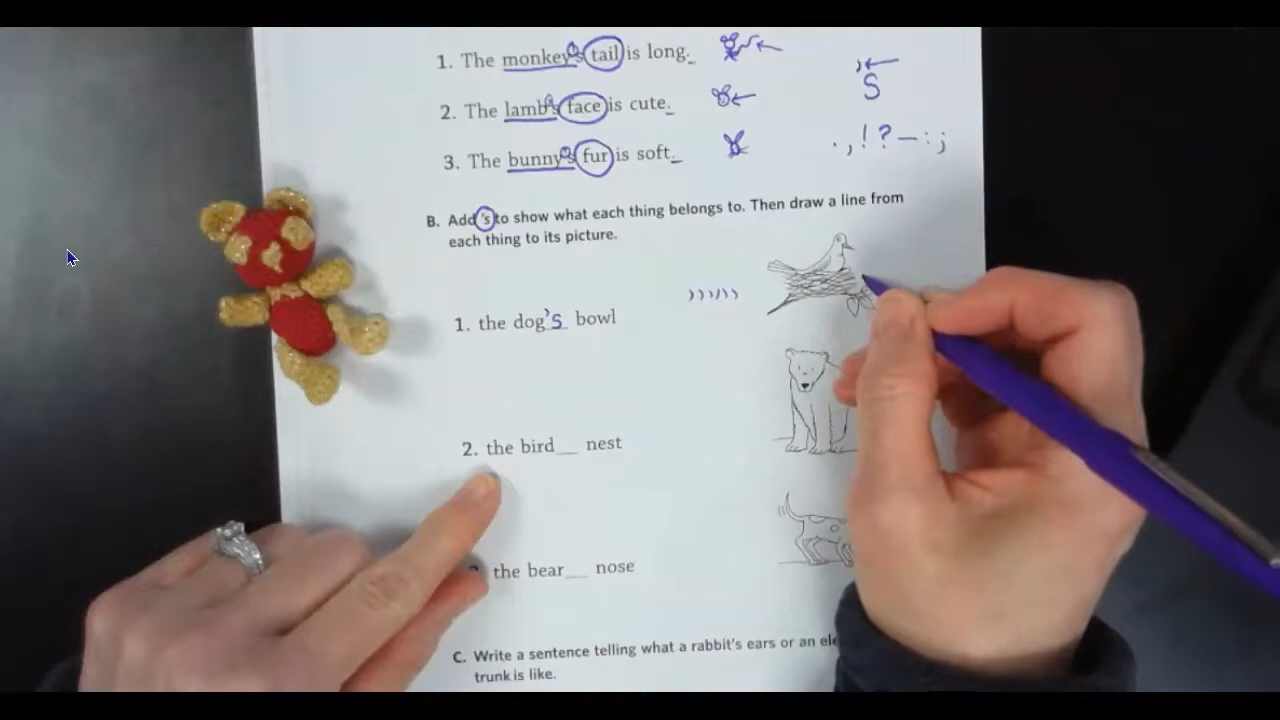 1. The monkey's tail is long.
2. The lamb's face is cute.
3. The bunny's fur is soft.
’
S
. , ! ? — : ;
B. Add 's to show what each thing belongs to. Then draw a line from
each thing to its picture.
1. the dog's bowl
2. the bird__ nest
the bear__ nose
C. Write a sentence telling what a rabbit's ears or an
trunk is like.